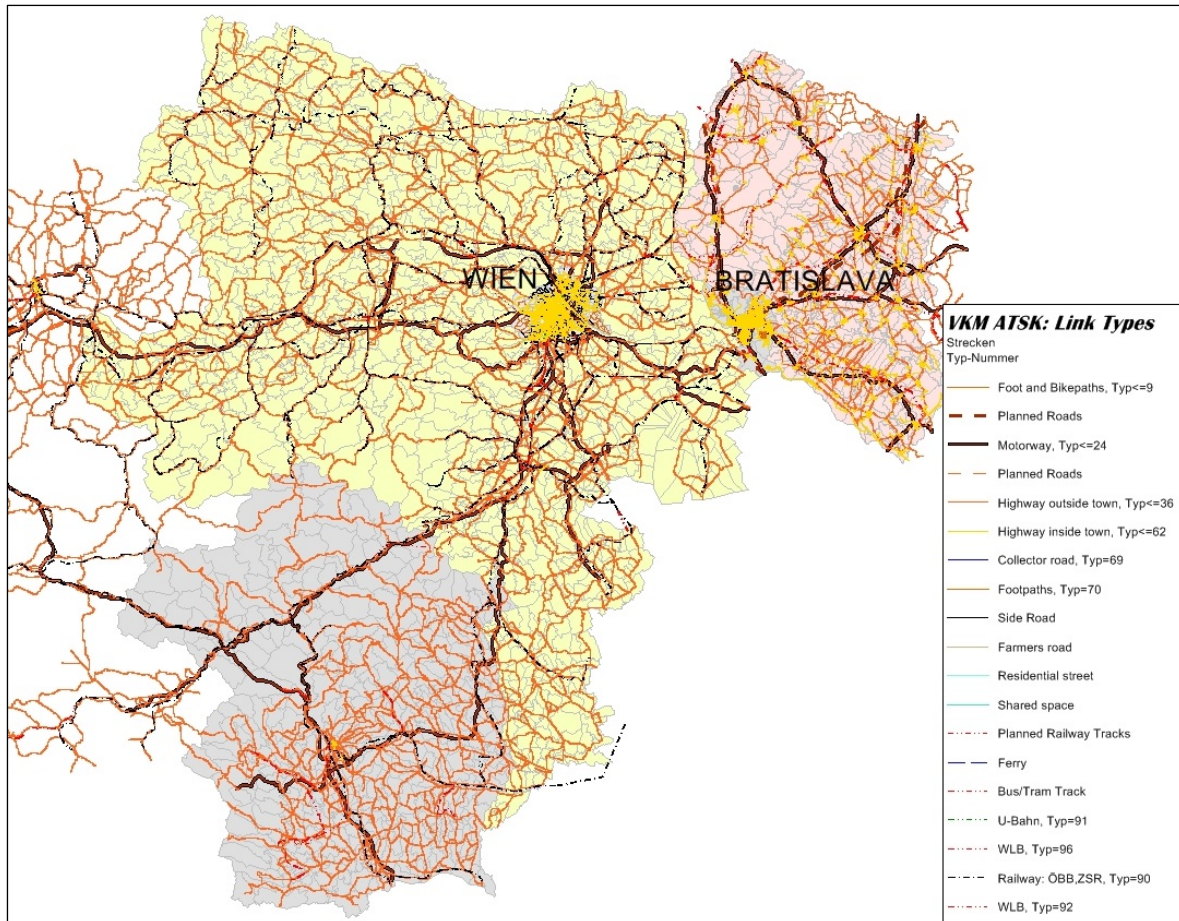 WIEN
BRATISLAVA
VKM ATSK: Link Types
Strecken
Typ-Nummer
Foot and Bikepaths, Typ<=9
Planned Roads
Motorway, Typ<=24
Planned Roads
Highway outside town, Typ<=36
Highway inside town, Typ<=62
Collector road, Typ=69
Footpaths, Typ=70
Side Road
Farmers road
Residential street
Shared space
Planned Railway Tracks
Ferry
Bus/Tram Track
U-Bahn, Typ=91
WLB, Typ=96
Railway: ÖBB,ZSR, Typ=90
WLB, Typ=92